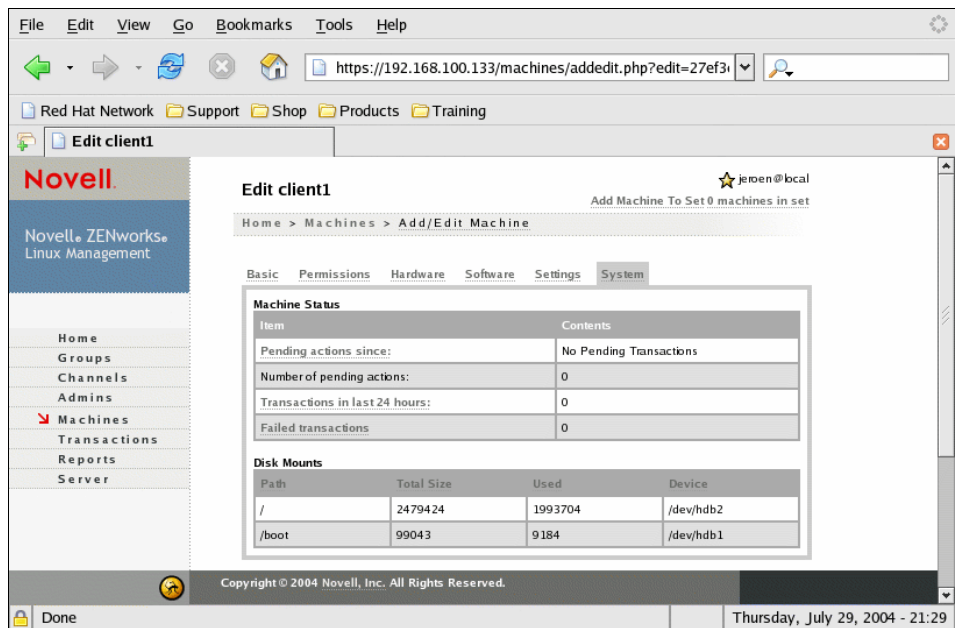 File Edit View Go Bookmarks Tools Help
https://192.168.100.133/machines/addedit.php?edit=27ef3
Red Hat Network Support Shop Products Training
Edit client1
Novell.
Novell® ZENworks®
Linux Management
Home
Groups
Channels
Admins
Machines
Transactions
Reports
Server
Edit client1
jeroen@local
Add Machine To Set 0 machines in set
Home > Machines > Add/Edit Machine
Basic Permissions Hardware Software Settings System
Machine Status
Item Contents
Pending actions since: No Pending Transactions
Number of pending actions: 0
Transactions in last 24 hours: 0
Failed transactions 0
Disk Mounts
Path Total Size Used Device
/ 2479424 1993704 /dev/hdb2
/boot 99043 9184 /dev/hdb1
Copyright © 2004 Novell, Inc. All Rights Reserved.
Done Thursday, July 29, 2004 - 21:29